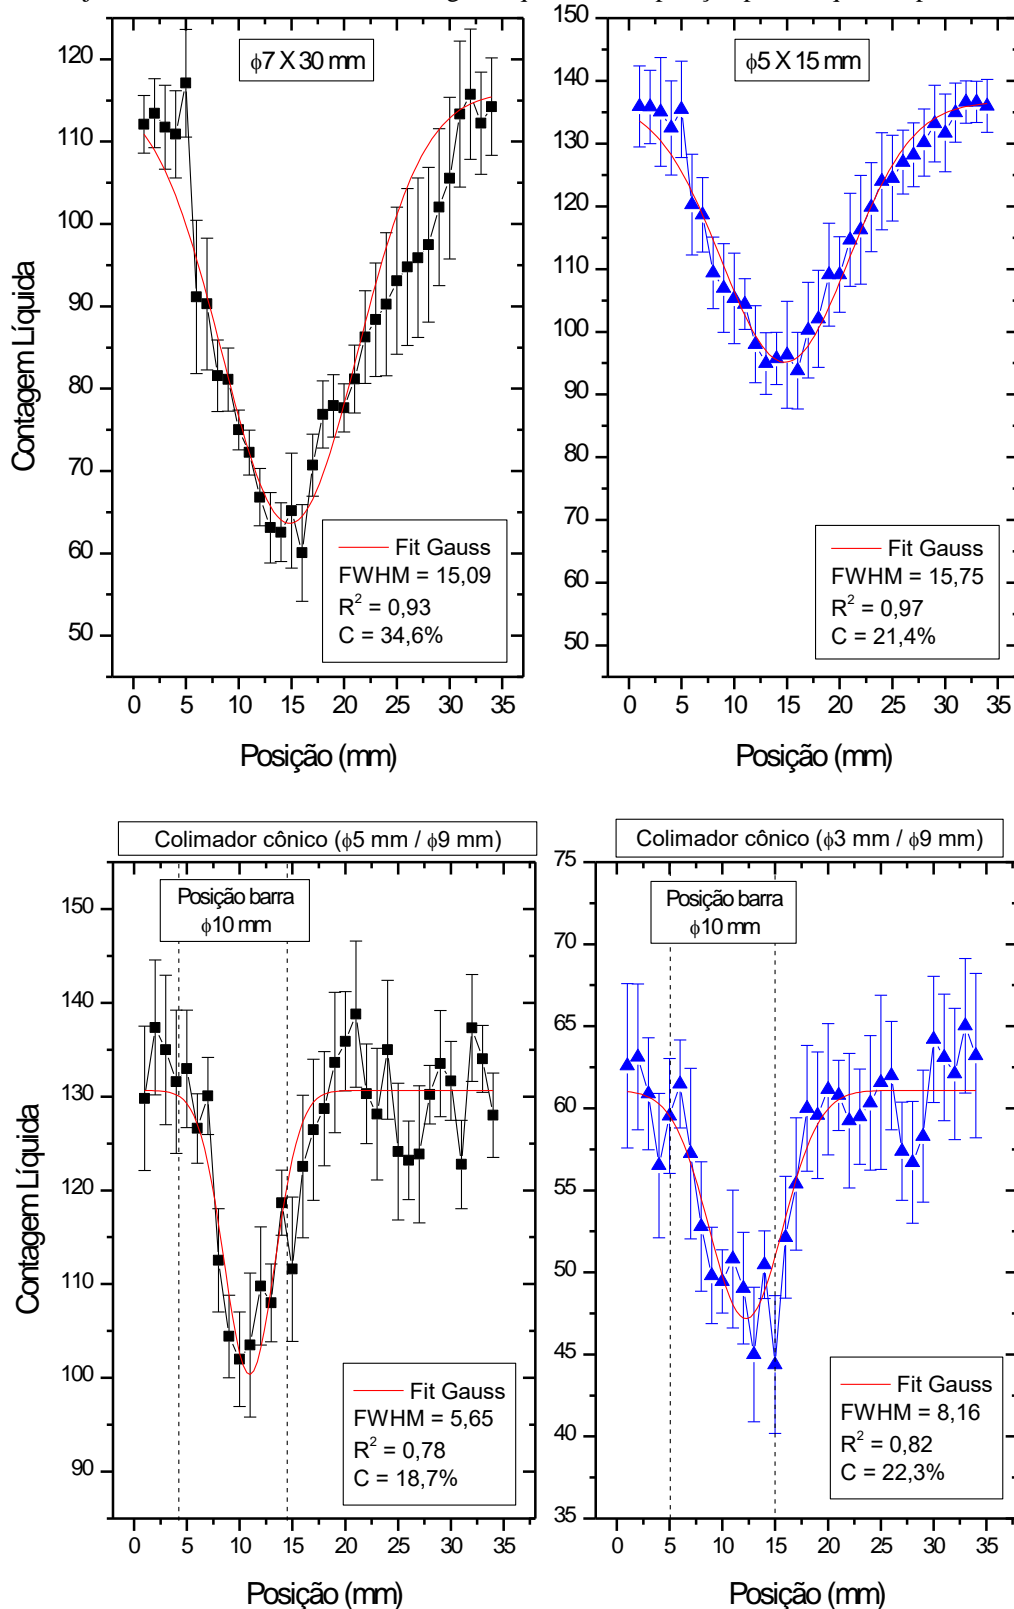 ϕ7 X 30 mm
120
110
100
90
80
70
60
50
Contagem Líquida
Fit Gauss
FWHM = 15,09
R² = 0,93
C = 34,6%
0 5 10 15 20 25 30 35
Posição (mm)
ϕ5 X 15 mm
150
140
130
120
110
100
90
80
70
60
50
Fit Gauss
FWHM = 15,75
R² = 0,97
C = 21,4%
0 5 10 15 20 25 30 35
Posição (mm)
Colimador cônico (ϕ5 mm / ϕ9 mm)
Posição barra
ϕ10 mm
150
140
130
120
110
100
90
Contagem Líquida
Fit Gauss
FWHM = 5,65
R² = 0,78
C = 18,7%
0 5 10 15 20 25 30 35
Posição (mm)
Colimador cônico (ϕ3 mm / ϕ9 mm)
Posição barra
ϕ10 mm
75
70
65
60
55
50
45
40
35
Fit Gauss
FWHM = 8,16
R² = 0,82
C = 22,3%
0 5 10 15 20 25 30 35
Posição (mm)